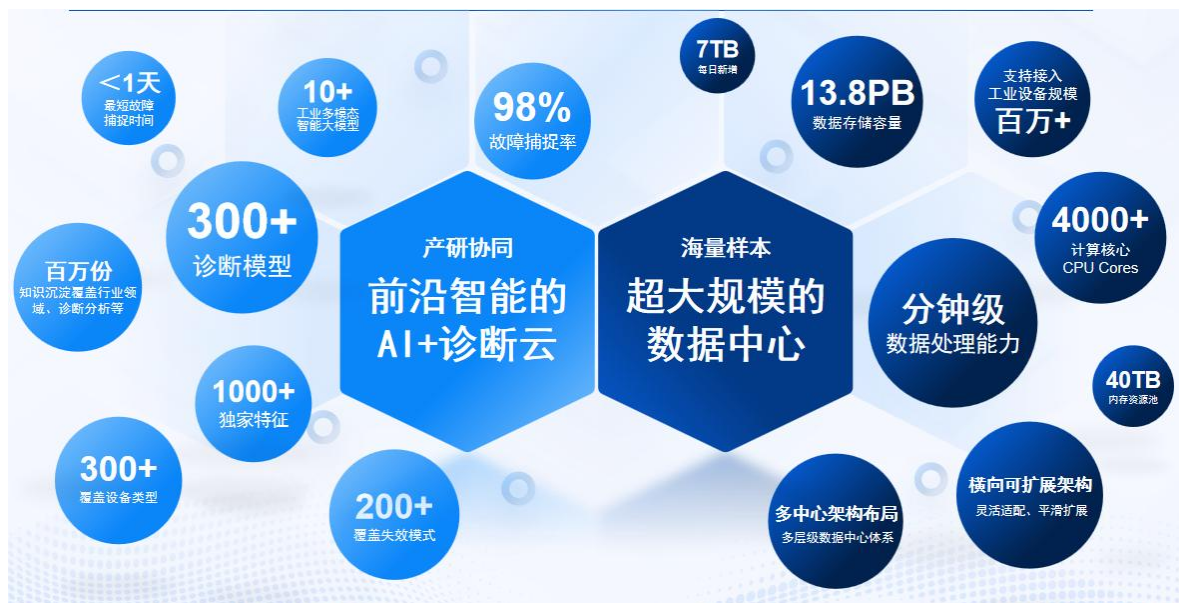 ＜1天
最短故障
捕捉时间
10+
工业多模态
智能大模型
98%
故障捕捉率
300+
诊断模型
百万份
知识沉淀覆盖行业领
域、诊断分析等
1000+
独家特征
300+
覆盖设备类型
200+
覆盖失效模式
产研协同
前沿智能的
AI+诊断云
海量样本
超大规模的
数据中心
7TB
每日新增
13.8PB
数据存储容量
支持接入
工业设备规模
百万+
4000+
计算核心
CPU Cores
分钟级
数据处理能力
40TB
内存资源池
多中心架构布局
多层级数据中心体系
横向可扩展架构
灵活适配、平滑扩展